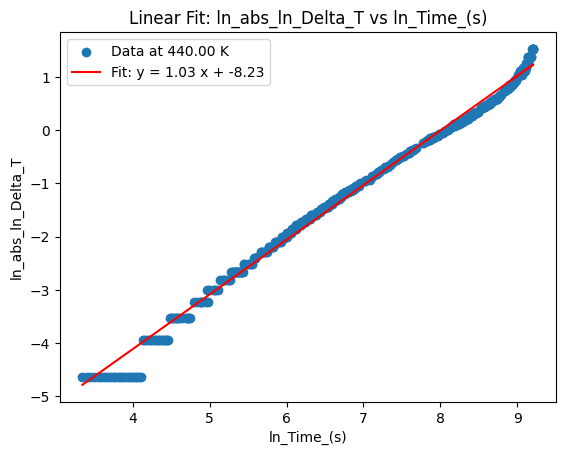 Linear Fit: ln_abs_ln_Delta_T vs ln_Time_(s)
Data at 440.00 K
Fit: y = 1.03 x + -8.23
ln_abs_ln_Delta_T
1
0
−1
−2
−3
−4
−5
4
5
6
7
8
9
ln_Time_(s)